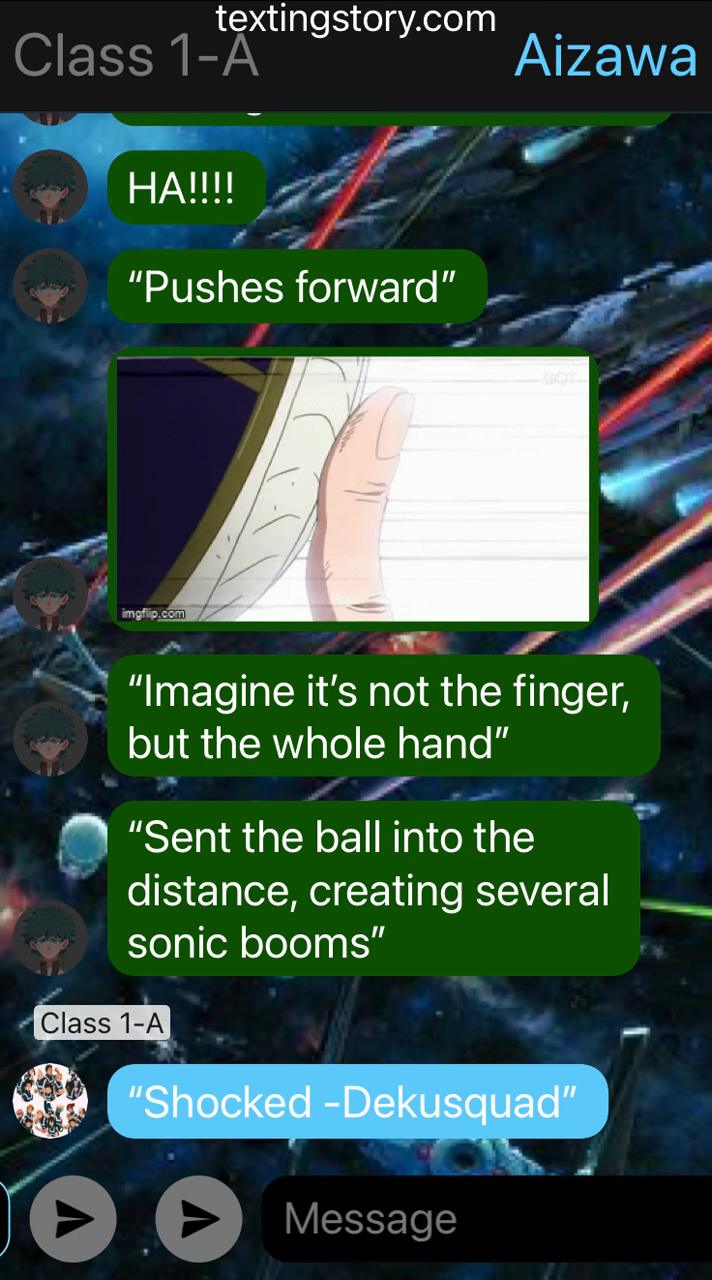 textingstory.com
Class 1-A
Aizawa
HA!!!!
“Pushes forward”
GOT
imgflip.com
“Imagine it’s not the finger,
but the whole hand”
“Sent the ball into the
distance, creating several
sonic booms”
Class 1-A
“Shocked -Dekusquad”
Message